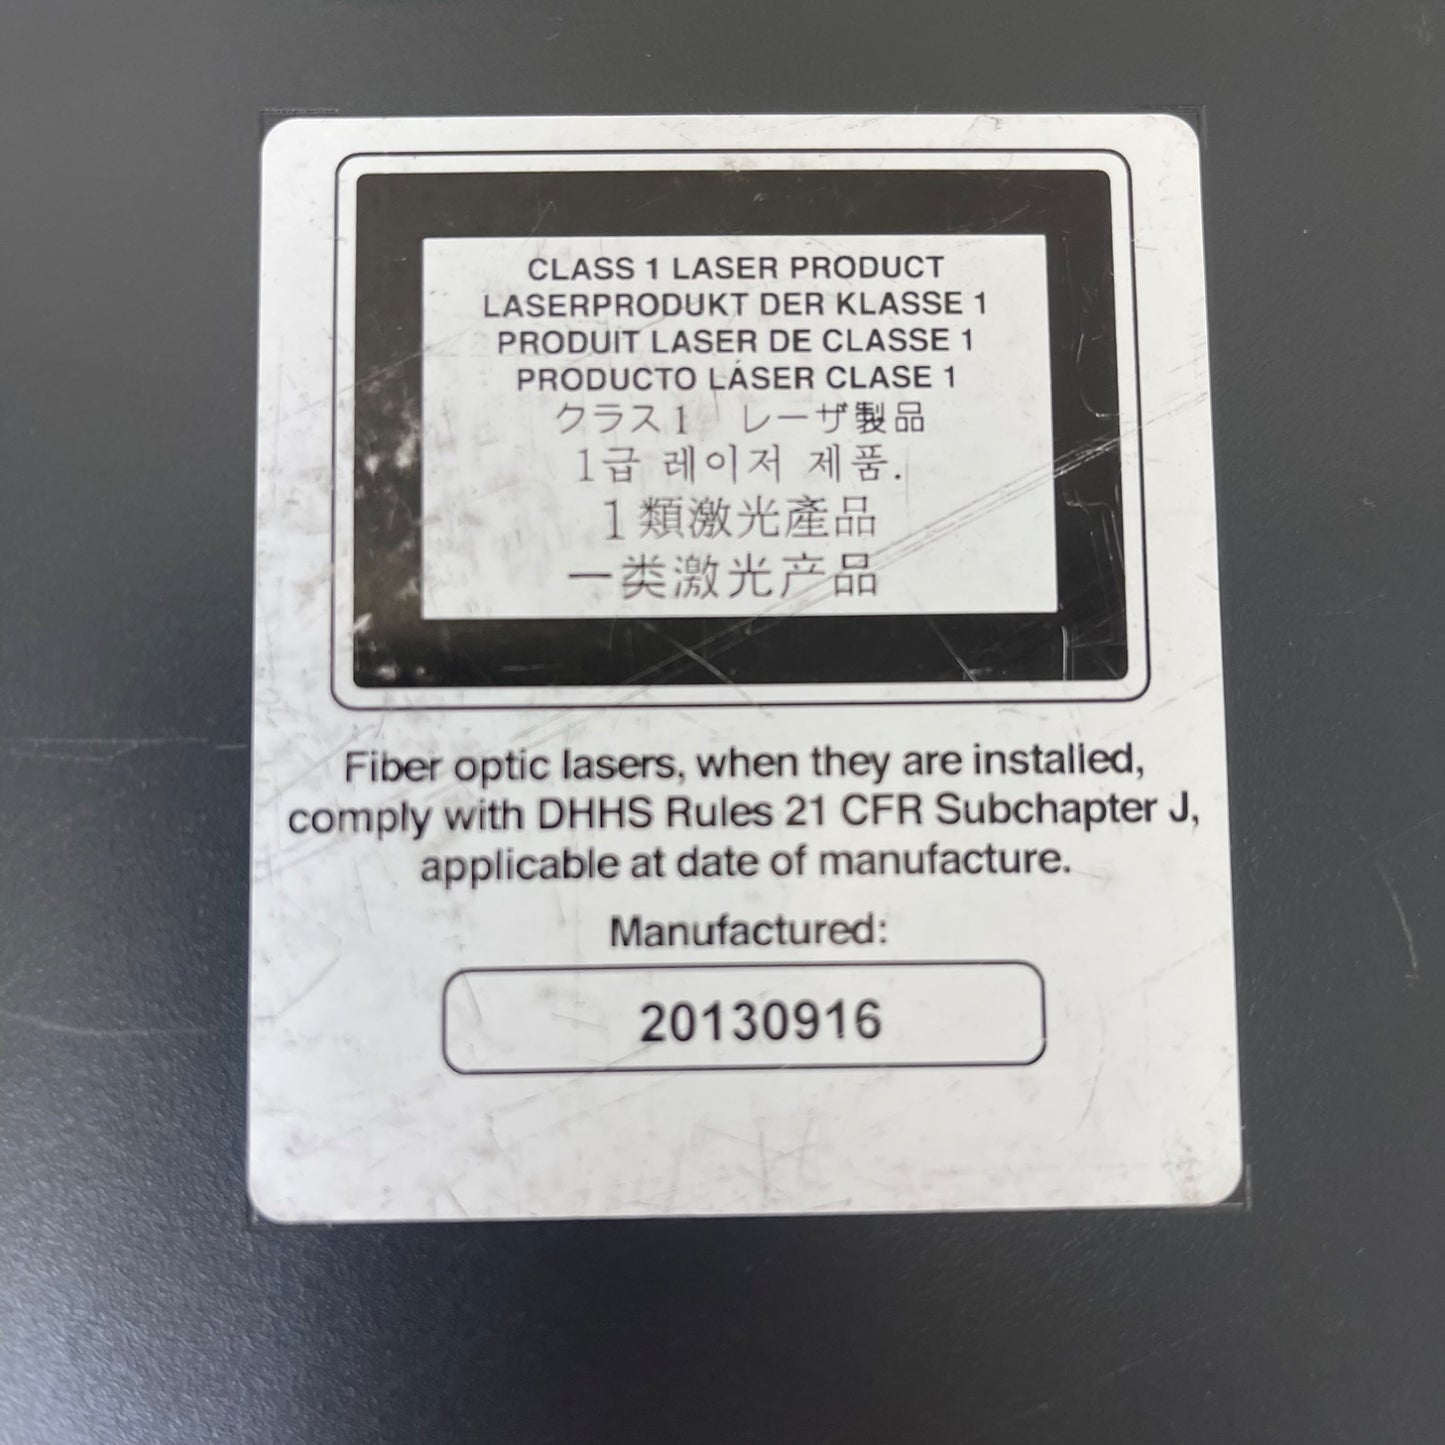 CLASS 1 LASER PRODUCT
LASERPRODUKT DER KLASSE 1
PRODUIT LASER DE CLASSE 1
PRODUCTO LÁSER CLASE 1
クラス1　レーザ製品
1급 레이저 제품.
1類激光產品
一类激光产品
Fiber optic lasers, when they are installed,
comply with DHHS Rules 21 CFR Subchapter J,
applicable at date of manufacture.
Manufactured:
20130916